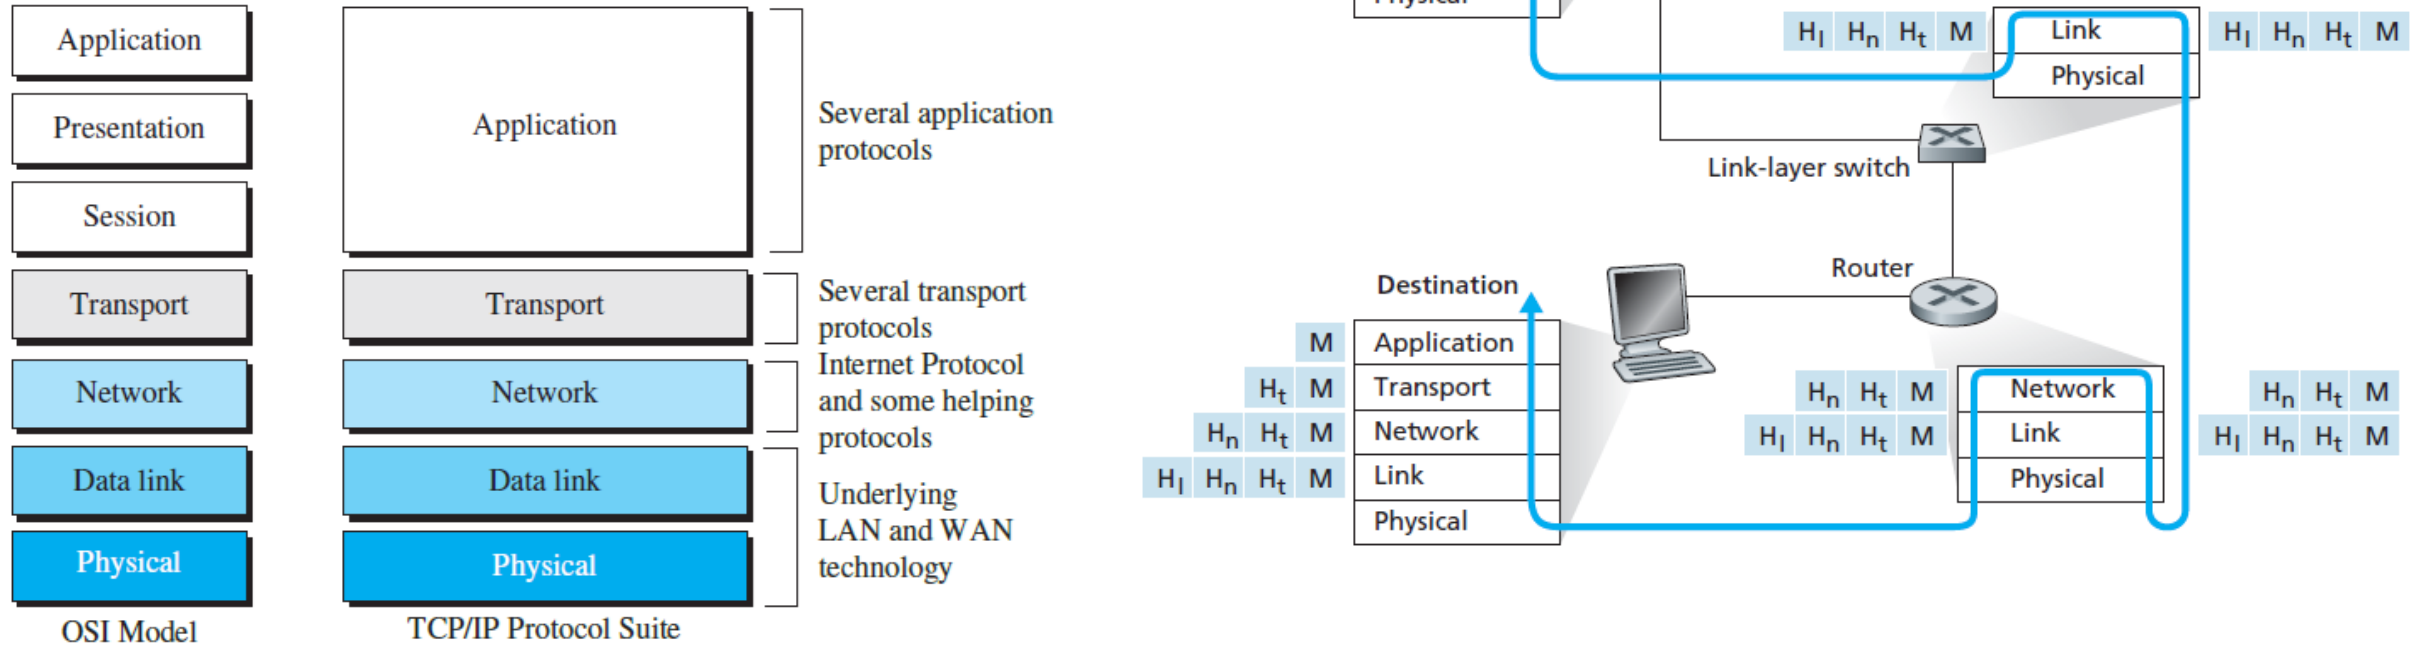 Application
Presentation
Session
Transport
Network
Data link
Physical
OSI Model
Application
Transport
Network
Data link
Physical
TCP/IP Protocol Suite
Several application
protocols
Several transport
protocols
Internet Protocol
and some helping
protocols
Underlying
LAN and WAN
technology
Hl Hn Ht M
Link
Physical
Hl Hn Ht M
Link-layer switch
Router
Destination
M
Ht M
Hn Ht M
Hl Hn Ht M
Application
Transport
Network
Link
Physical
Hn Ht M
Hl Hn Ht M
Network
Link
Physical
Hn Ht M
Hl Hn Ht M